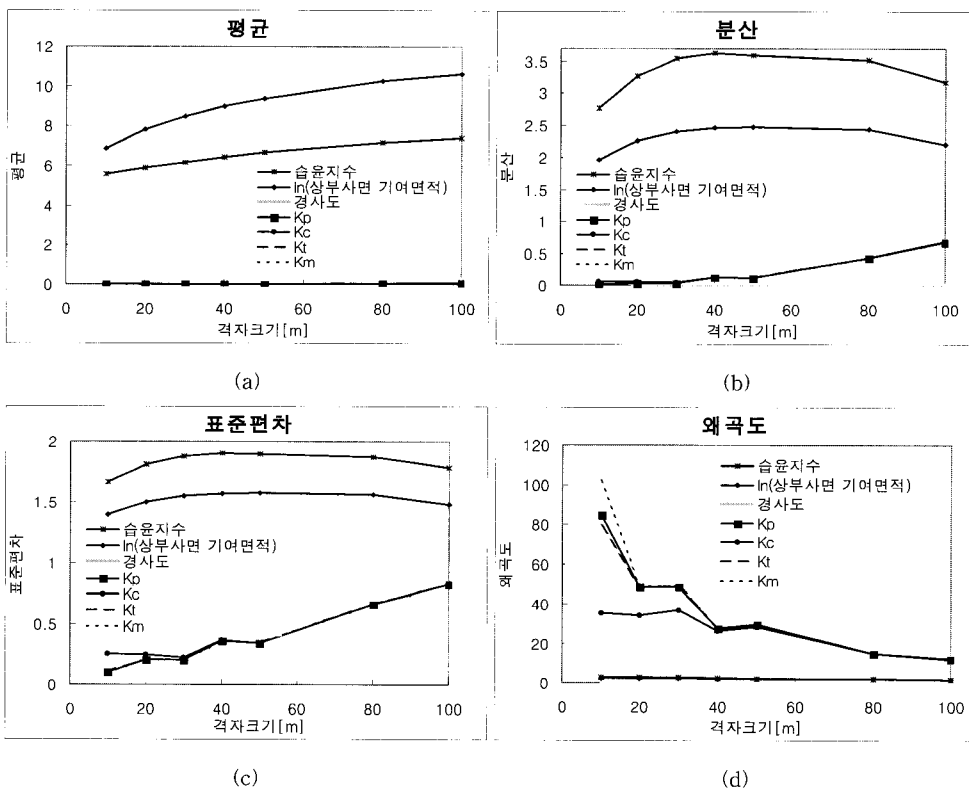 평균
12
10
8
6
4
2
0
평균
습윤지수
ln(상부사면 기여면적)
경사도
Kp
Kc
Kt
Km
0 20 40 60 80 100
격자크기[m]
(a)
분산
3.5
3
2.5
2
1.5
1
0.5
0
분산
습윤지수
ln(상부사면 기여면적)
경사도
Kp
Kc
Kt
Km
0 20 40 60 80 100
격자크기[m]
(b)
표준편차
2
1.5
1
0.5
0
표준편차
습윤지수
ln(상부사면 기여면적)
경사도
Kp
Kc
Kt
Km
0 20 40 60 80 100
격자크기[m]
(c)
왜곡도
120
100
80
60
40
20
0
왜곡도
습윤지수
ln(상부사면 기여면적)
경사도
Kp
Kc
Kt
Km
0 20 40 60 80 100
격자크기[m]
(d)